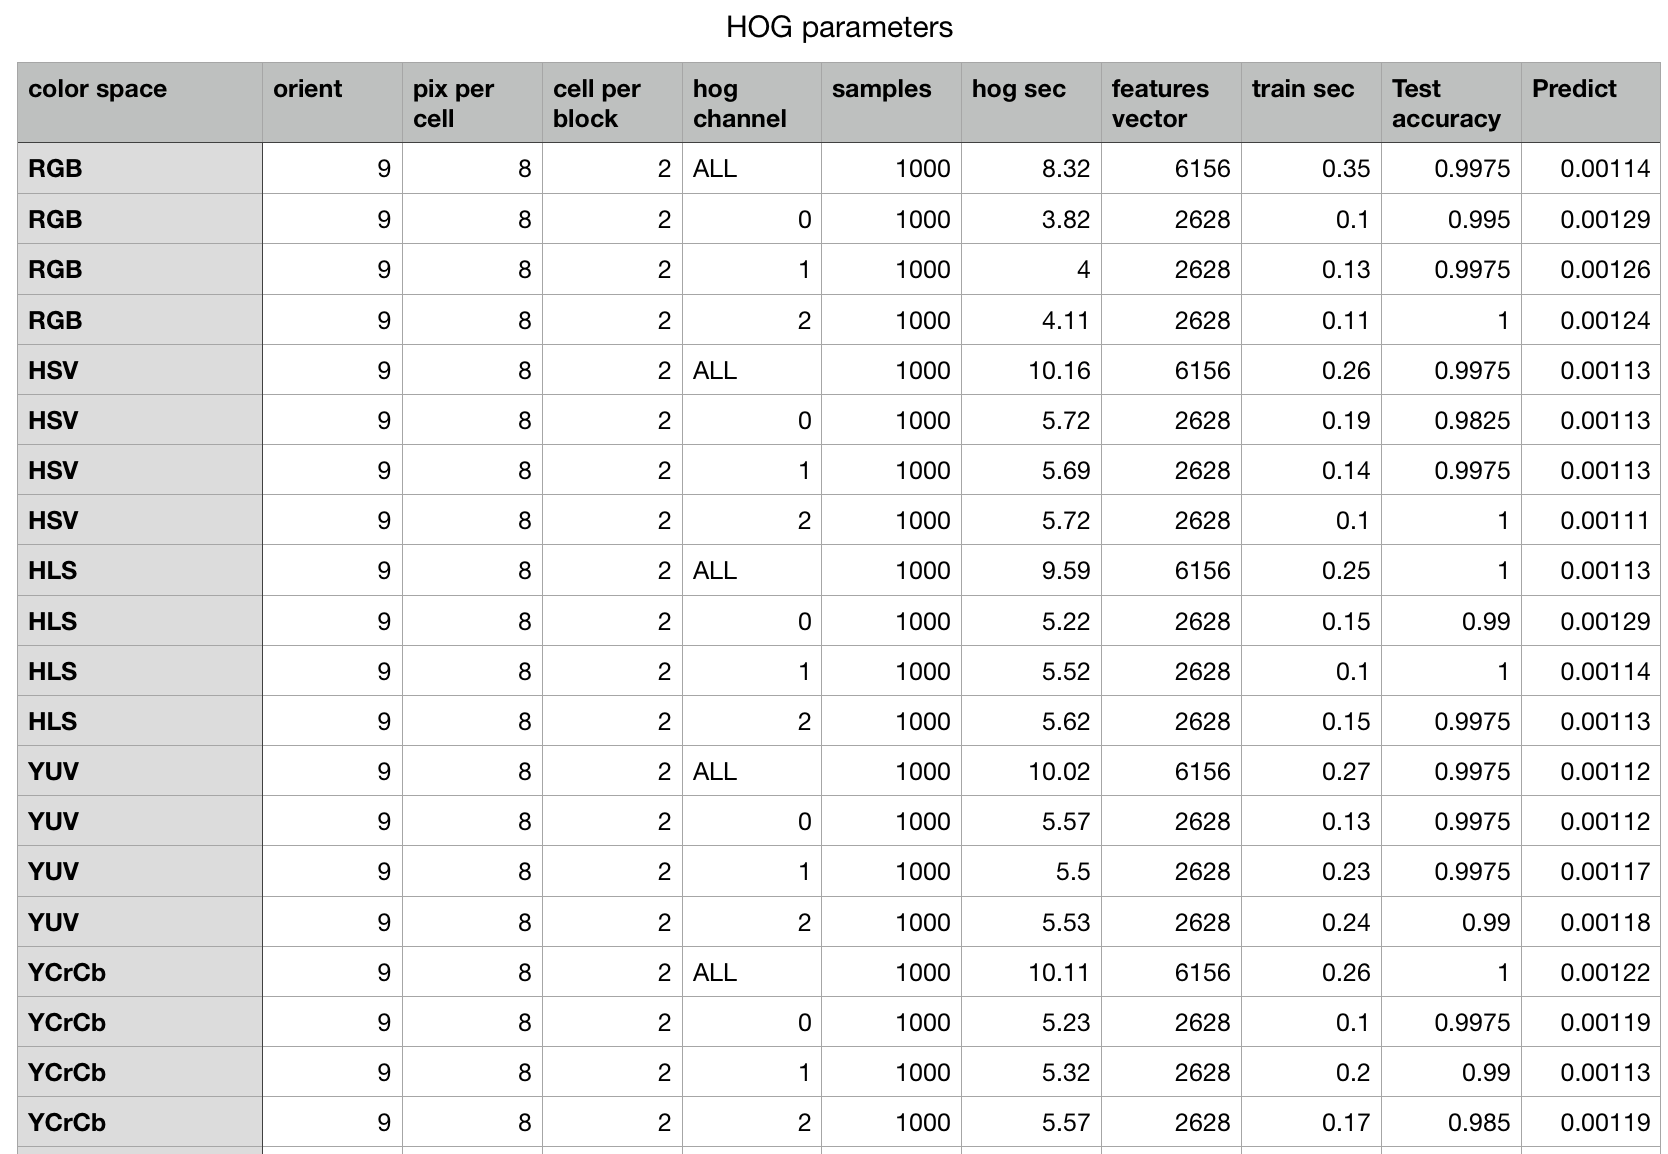 HOG parameters
color space orient pix per cell cell per block hog channel samples hog sec features vector train sec Test accuracy Predict
RGB 9 8 2 ALL 1000 8.32 6156 0.35 0.9975 0.00114
RGB 9 8 2 0 1000 3.82 2628 0.1 0.995 0.00129
RGB 9 8 2 1 1000 4 2628 0.13 0.9975 0.00126
RGB 9 8 2 2 1000 4.11 2628 0.11 1 0.00124
HSV 9 8 2 ALL 1000 10.16 6156 0.26 0.9975 0.00113
HSV 9 8 2 0 1000 5.72 2628 0.19 0.9825 0.00113
HSV 9 8 2 1 1000 5.69 2628 0.14 0.9975 0.00113
HSV 9 8 2 2 1000 5.72 2628 0.1 1 0.00111
HLS 9 8 2 ALL 1000 9.59 6156 0.25 1 0.00113
HLS 9 8 2 0 1000 5.22 2628 0.15 0.99 0.00129
HLS 9 8 2 1 1000 5.52 2628 0.1 1 0.00114
HLS 9 8 2 2 1000 5.62 2628 0.15 0.9975 0.00113
YUV 9 8 2 ALL 1000 10.02 6156 0.27 0.9975 0.00112
YUV 9 8 2 0 1000 5.57 2628 0.13 0.9975 0.00112
YUV 9 8 2 1 1000 5.5 2628 0.23 0.9975 0.00117
YUV 9 8 2 2 1000 5.53 2628 0.24 0.99 0.00118
YCrCb 9 8 2 ALL 1000 10.11 6156 0.26 1 0.00122
YCrCb 9 8 2 0 1000 5.23 2628 0.1 0.9975 0.00119
YCrCb 9 8 2 1 1000 5.32 2628 0.2 0.99 0.00113
YCrCb 9 8 2 2 1000 5.57 2628 0.17 0.985 0.00119